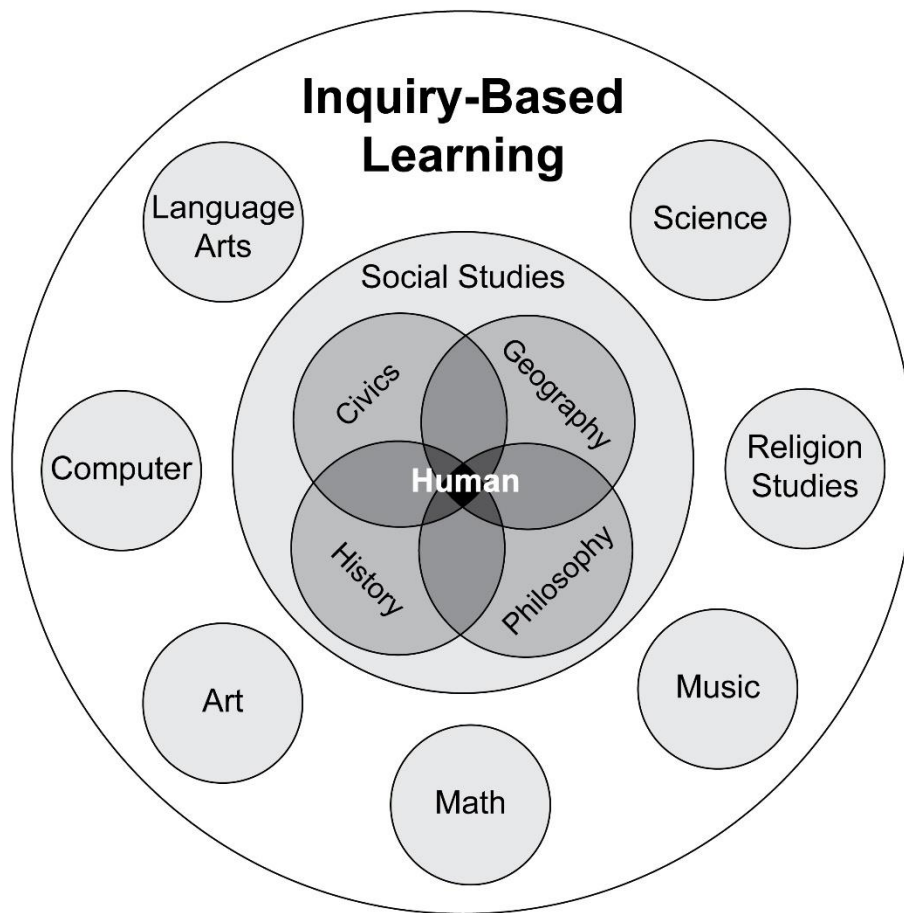 Inquiry-Based
Learning
Language
Arts
Science
Social Studies
Civics
Geography
Computer
Human
Religion
Studies
History
Philosophy
Art
Music
Math